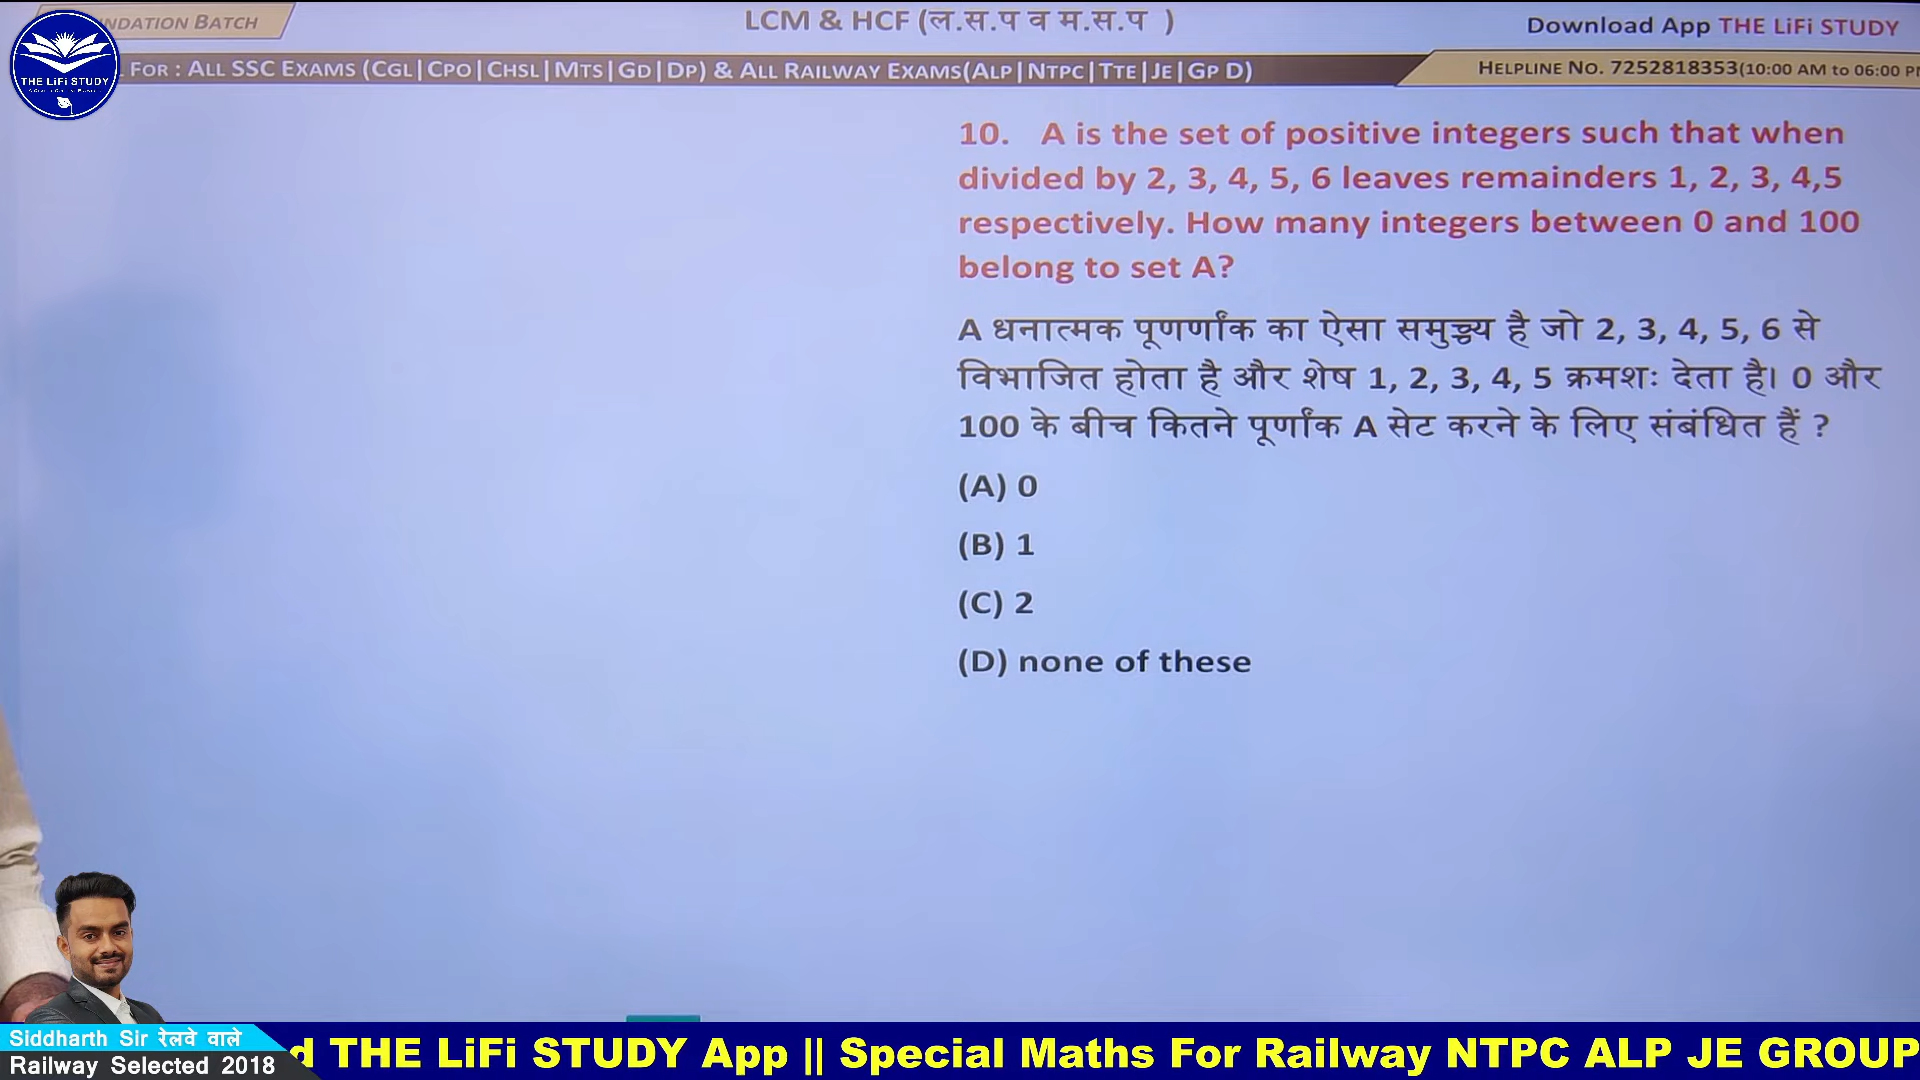 NDATION BATCH
LCM & HCF (ल.स.प व म.स.प )
Download App THE LiFi STUDY
THE LiFi STUDY
FOR : ALL SSC EXAMS (CGL|CPO|CHSL|MTS|GD|DP) & ALL RAILWAY EXAMS(ALP|NTPC|TTE|JE|GP D)
HELPLINE NO. 7252818353(10:00 AM to 06:00 P
10. A is the set of positive integers such that when
divided by 2, 3, 4, 5, 6 leaves remainders 1, 2, 3, 4,5
respectively. How many integers between 0 and 100
belong to set A?
A धनात्मक पूणर्णांक का ऐसा समुच्चय है जो 2, 3, 4, 5, 6 से
विभाजित होता है और शेष 1, 2, 3, 4, 5 क्रमशः देता है। 0 और
100 के बीच कितने पूर्णांक A सेट करने के लिए संबंधित हैं ?
(A) 0
(B) 1
(C) 2
(D) none of these
Siddharth Sir रेलवे वाले
Railway Selected 2018
d THE LiFi STUDY App || Special Maths For Railway NTPC ALP JE GROUP